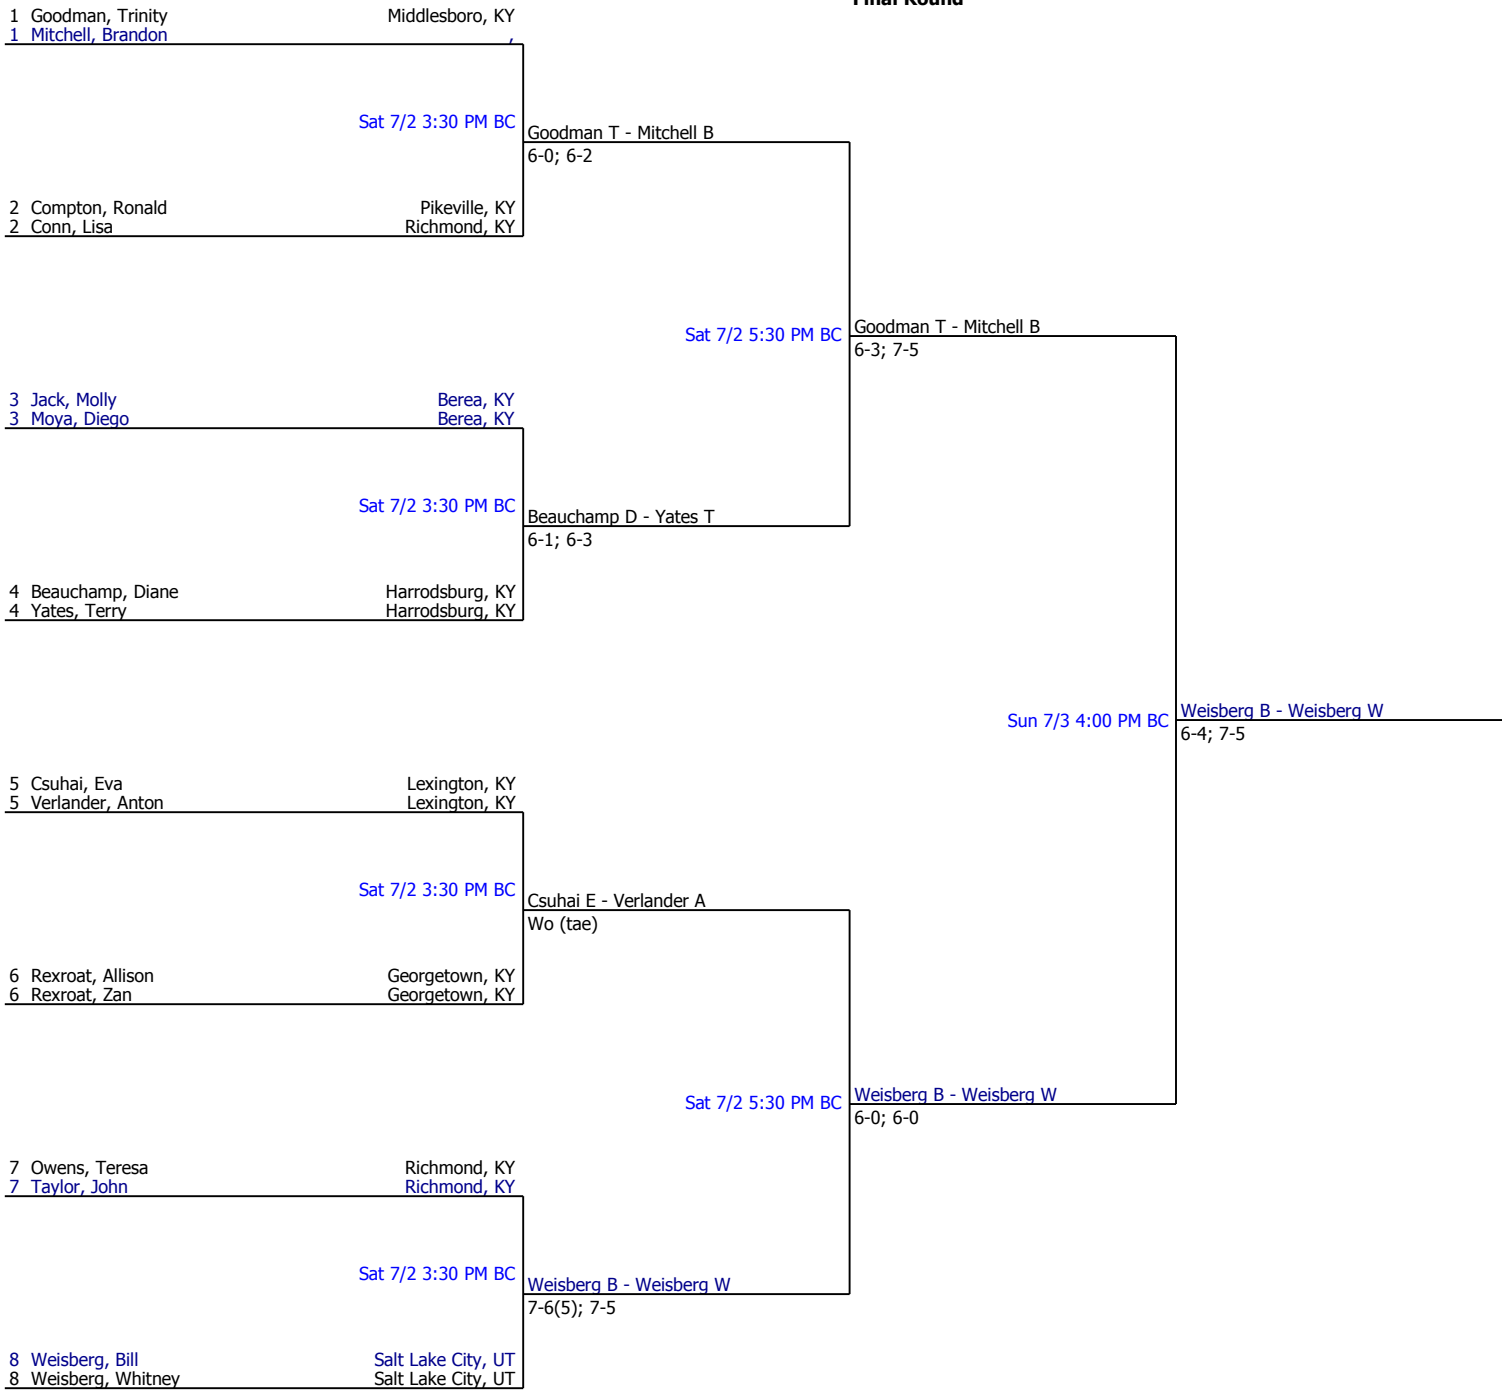 Final Round
1 Goodman, Trinity Middlesboro, KY
1 Mitchell, Brandon ,
Sat 7/2 3:30 PM BC
Goodman T - Mitchell B
6-0; 6-2
2 Compton, Ronald Pikeville, KY
2 Conn, Lisa Richmond, KY
Sat 7/2 5:30 PM BC
Goodman T - Mitchell B
6-3; 7-5
3 Jack, Molly Berea, KY
3 Moya, Diego Berea, KY
Sat 7/2 3:30 PM BC
Beauchamp D - Yates T
6-1; 6-3
4 Beauchamp, Diane Harrodsburg, KY
4 Yates, Terry Harrodsburg, KY
Sun 7/3 4:00 PM BC
Weisberg B - Weisberg W
6-4; 7-5
5 Csuhai, Eva Lexington, KY
5 Verlander, Anton Lexington, KY
Sat 7/2 3:30 PM BC
Csuhai E - Verlander A
Wo (tae)
6 Rexroat, Allison Georgetown, KY
6 Rexroat, Zan Georgetown, KY
Sat 7/2 5:30 PM BC
Weisberg B - Weisberg W
6-0; 6-0
7 Owens, Teresa Richmond, KY
7 Taylor, John Richmond, KY
Sat 7/2 3:30 PM BC
Weisberg B - Weisberg W
7-6(5); 7-5
8 Weisberg, Bill Salt Lake City, UT
8 Weisberg, Whitney Salt Lake City, UT